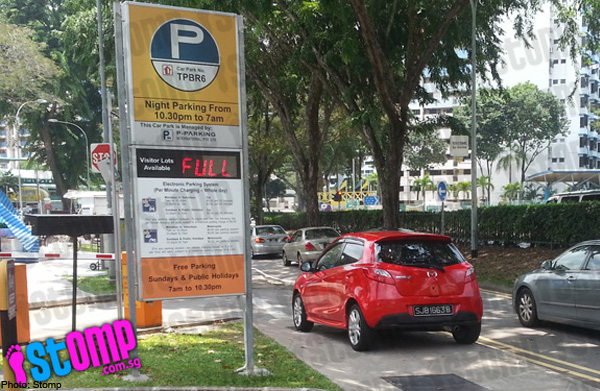 P
Car Park No.
TPBR6
Night Parking From
10.30pm to 7am
This Car Park is Managed by:
P-PARKING
Visitor Lots
Available
FULL
Electronic Parking System
(Per Minute Charging - Whole day)
Free Parking
Sundays & Public Holidays
7am to 10.30pm
STOP
SJB1663B
stomp
.com.sg
Photo: Stomp